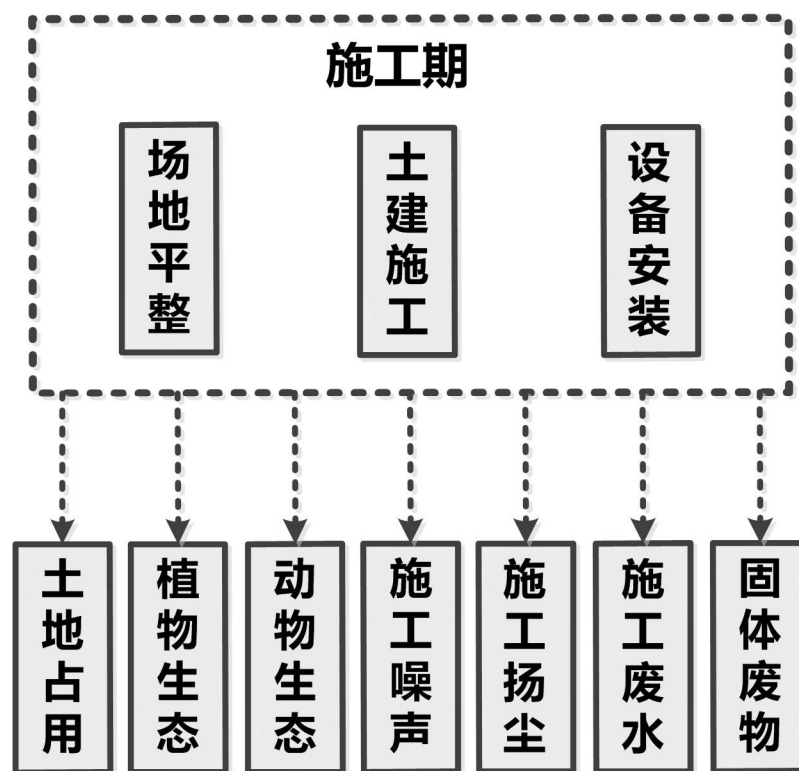 施工期
场地平整
土建施工
设备安装
土地占用
植物生态
动物生态
施工噪声
施工扬尘
施工废水
固体废物